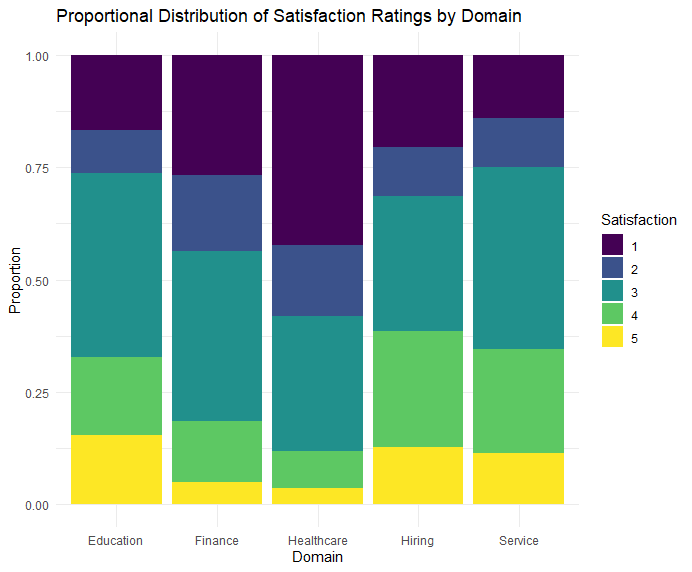 Proportional Distribution of Satisfaction Ratings by Domain
1.00
0.75
0.50
0.25
0.00
Proportion
Education Finance Healthcare Hiring Service
Domain
Satisfaction
1
2
3
4
5